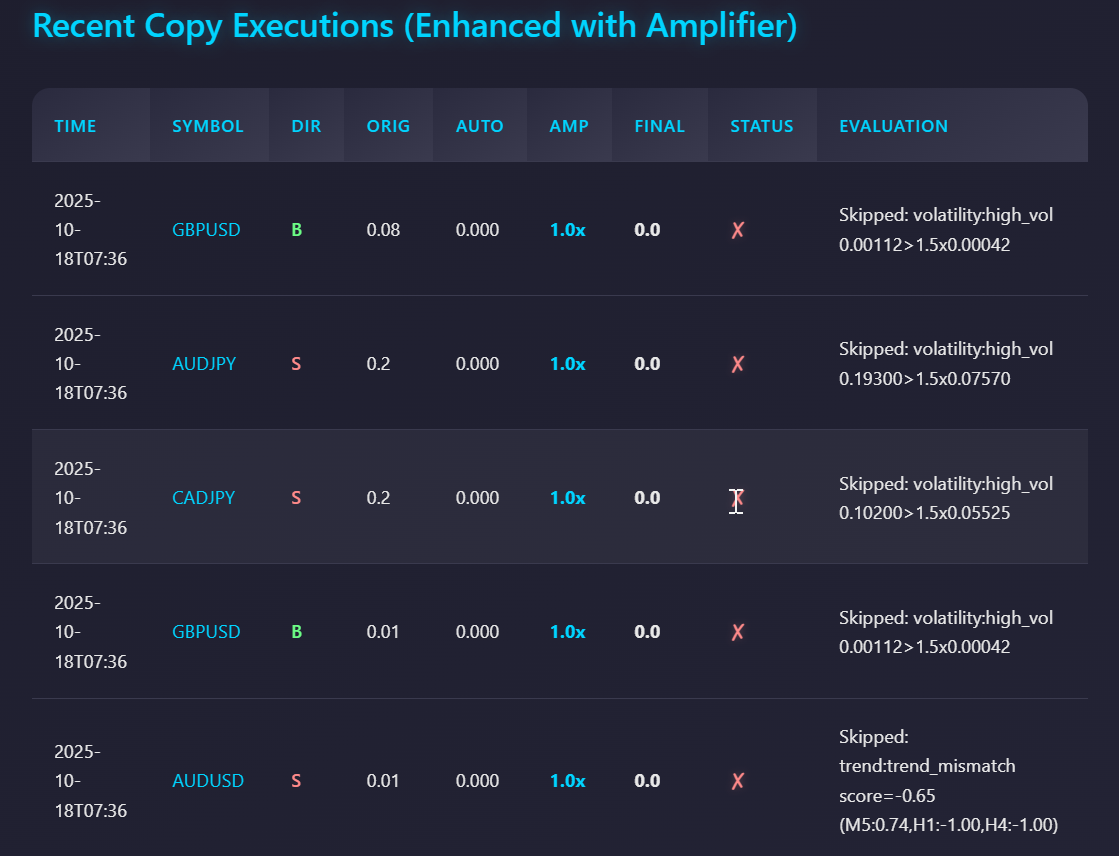 Recent Copy Executions (Enhanced with Amplifier)
TIME SYMBOL DIR ORIG AUTO AMP FINAL STATUS EVALUATION
2025-
10-
18T07:36
GBPUSD B 0.08 0.000 1.0x 0.0 ✗
Skipped: volatility:high_vol
0.00112>1.5x0.00042
2025-
10-
18T07:36
AUDJPY S 0.2 0.000 1.0x 0.0 ✗
Skipped: volatility:high_vol
0.19300>1.5x0.07570
2025-
10-
18T07:36
CADJPY S 0.2 0.000 1.0x 0.0 ✗
Skipped: volatility:high_vol
0.10200>1.5x0.05525
2025-
10-
18T07:36
GBPUSD B 0.01 0.000 1.0x 0.0 ✗
Skipped: volatility:high_vol
0.00112>1.5x0.00042
2025-
10-
18T07:36
AUDUSD S 0.01 0.000 1.0x 0.0 ✗
Skipped:
trend:trend_mismatch
score=-0.65
(M5:0.74,H1:-1.00,H4:-1.00)